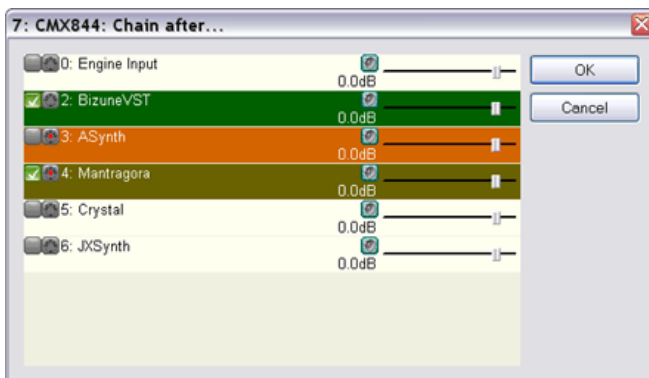 7: CMX844: Chain after...
0: Engine Input
0.0dB
OK
2: BizuneVST
0.0dB
Cancel
3: ASynth
0.0dB
4: Mantragora
0.0dB
5: Crystal
0.0dB
6: JXSynth
0.0dB